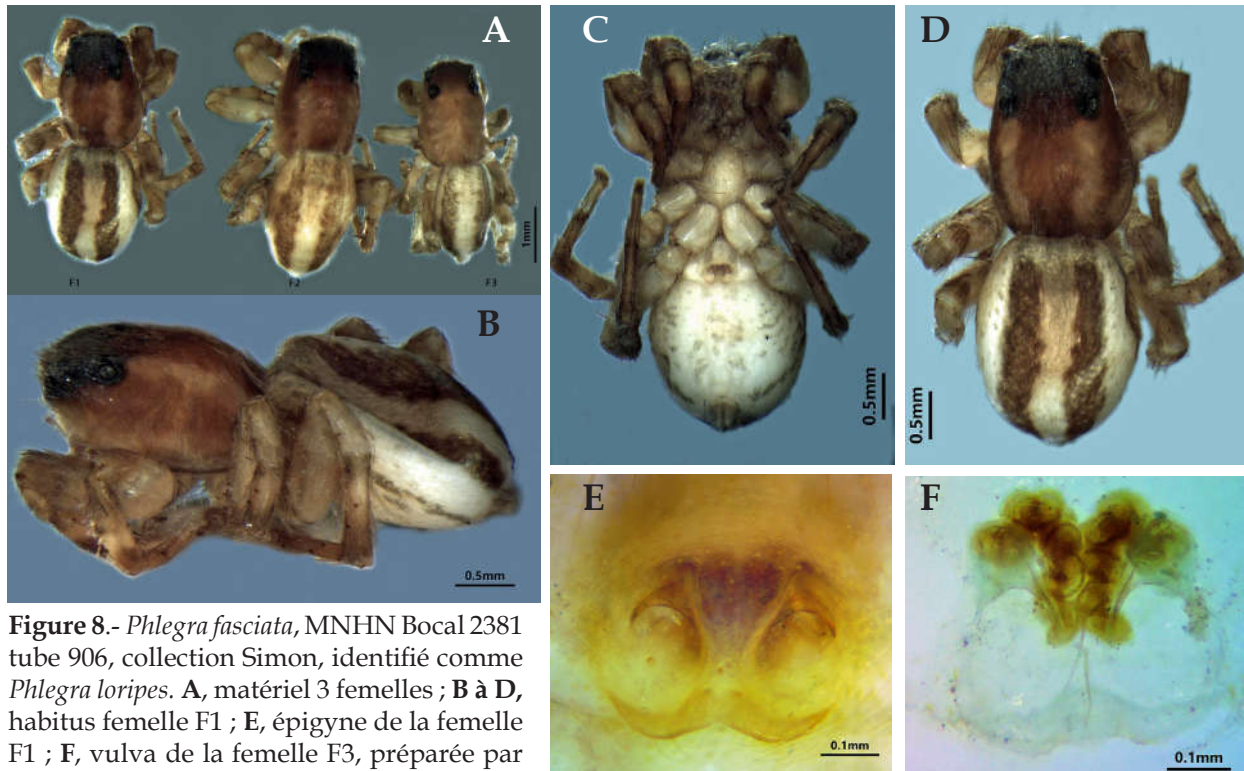 A
F1
F2
F3
1mm
B
0.5mm
C
0.5mm
D
0.5mm
Figure 8.- Phlegra fasciata, MNHN Bocal 2381
tube 906, collection Simon, identifié comme
Phlegra loripes. A, matériel 3 femelles ; B à D,
habitus femelle F1 ; E, épigyne de la femelle
F1 ; F, vulva de la femelle F3, préparée par
E
0.1mm
F
0.1mm